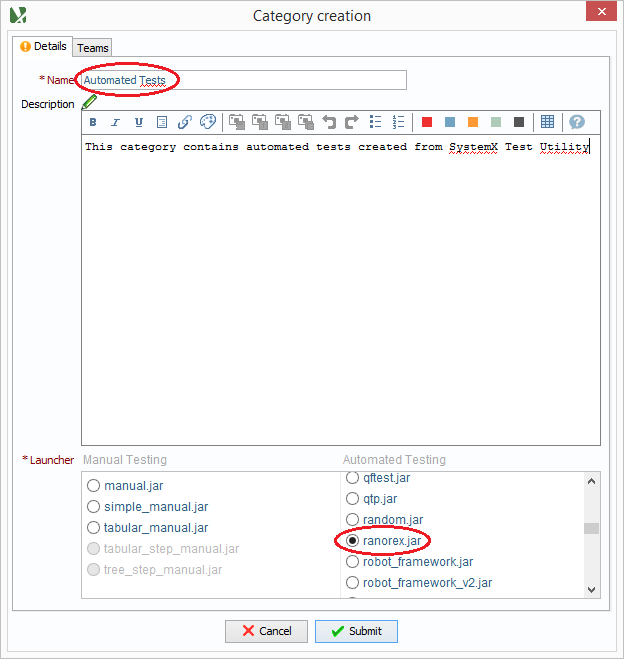 Category creation
Details Teams
* Name Automated Tests
Description
B I U
This category contains automated tests created from SystemX Test Utility
* Launcher Manual Testing Automated Testing
manual.jar
simple_manual.jar
tabular_manual.jar
tabular_step_manual.jar
tree_step_manual.jar
qftest.jar
qtp.jar
random.jar
ranorex.jar
robot_framework.jar
robot_framework_v2.jar
Cancel Submit